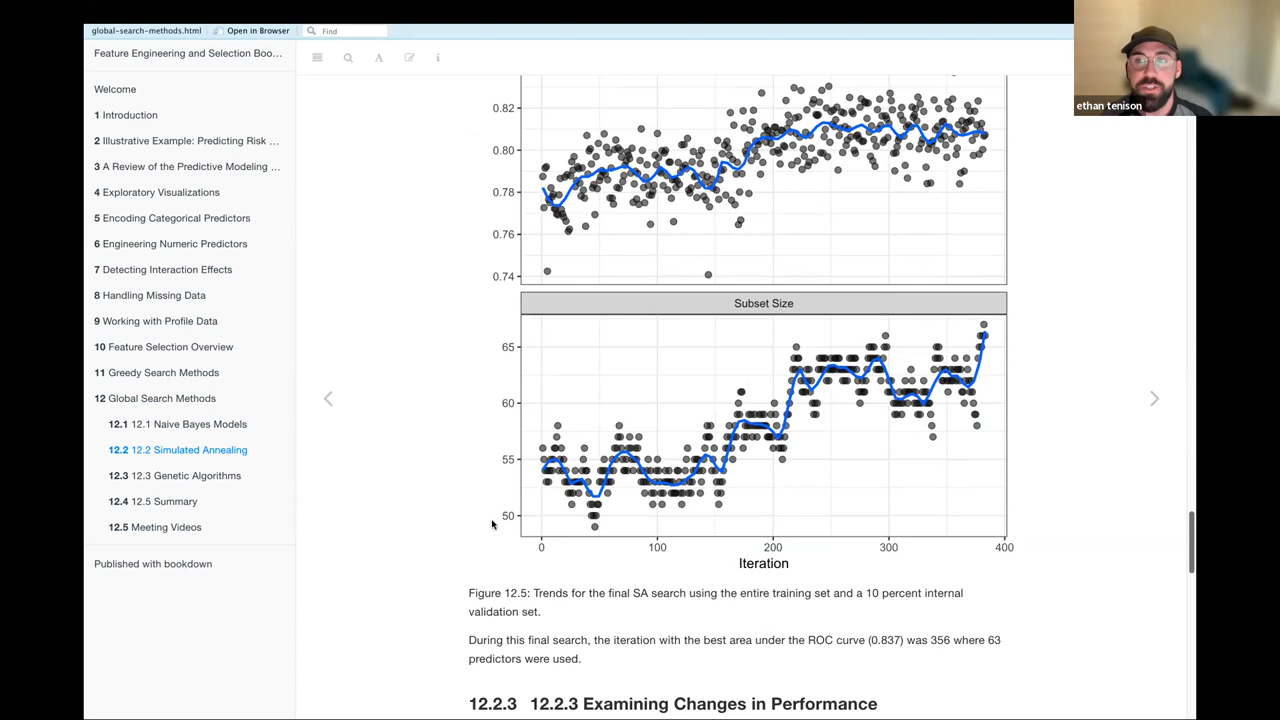 global-search-methods.html
Open in Browser
Find
Feature Engineering and Selection Boo...
Welcome
1 Introduction
2 Illustrative Example: Predicting Risk ...
3 A Review of the Predictive Modeling ...
4 Exploratory Visualizations
5 Encoding Categorical Predictors
6 Engineering Numeric Predictors
7 Detecting Interaction Effects
8 Handling Missing Data
9 Working with Profile Data
10 Feature Selection Overview
11 Greedy Search Methods
12 Global Search Methods
12.1 12.1 Naive Bayes Models
12.2 12.2 Simulated Annealing
12.3 12.3 Genetic Algorithms
12.4 12.5 Summary
12.5 Meeting Videos
Published with bookdown
A
i
0.82
0.80
0.78
0.76
0.74
Subset Size
65
60
55
50
0 100 200 300 400
Iteration
Figure 12.5: Trends for the final SA search using the entire training set and a 10 percent internal
validation set.
During this final search, the iteration with the best area under the ROC curve (0.837) was 356 where 63
predictors were used.
12.2.3 12.2.3 Examining Changes in Performance
ethan tenison